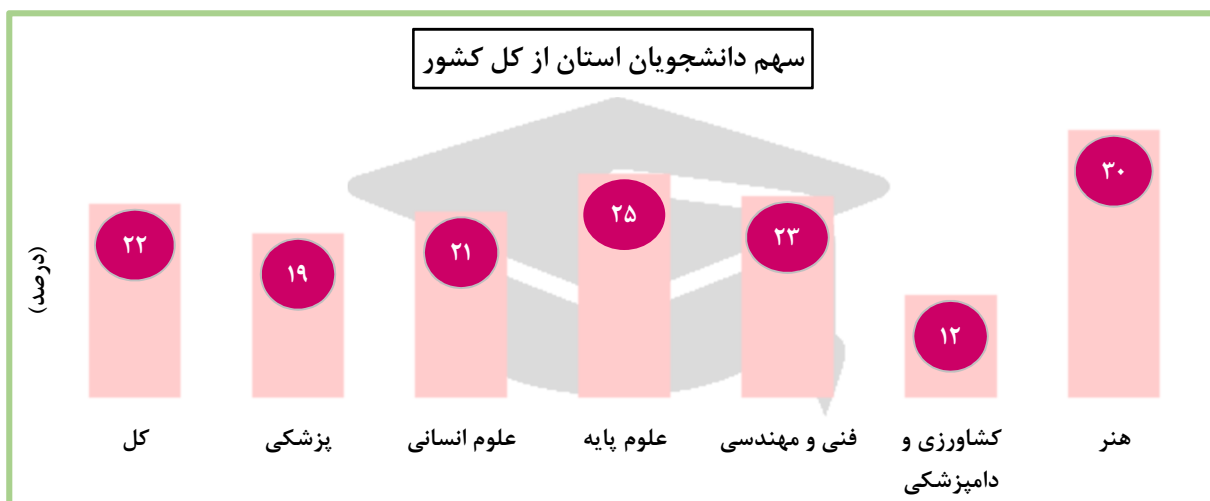 سهم دانشجویان استان از کل کشور
(درصد)
۲۲
۱۹
۲۱
۲۵
۲۳
۱۲
۳۰
کل
پزشکی
علوم انسانی
علوم پایه
فنی و مهندسی
کشاورزی و
دامپزشکی
هنر